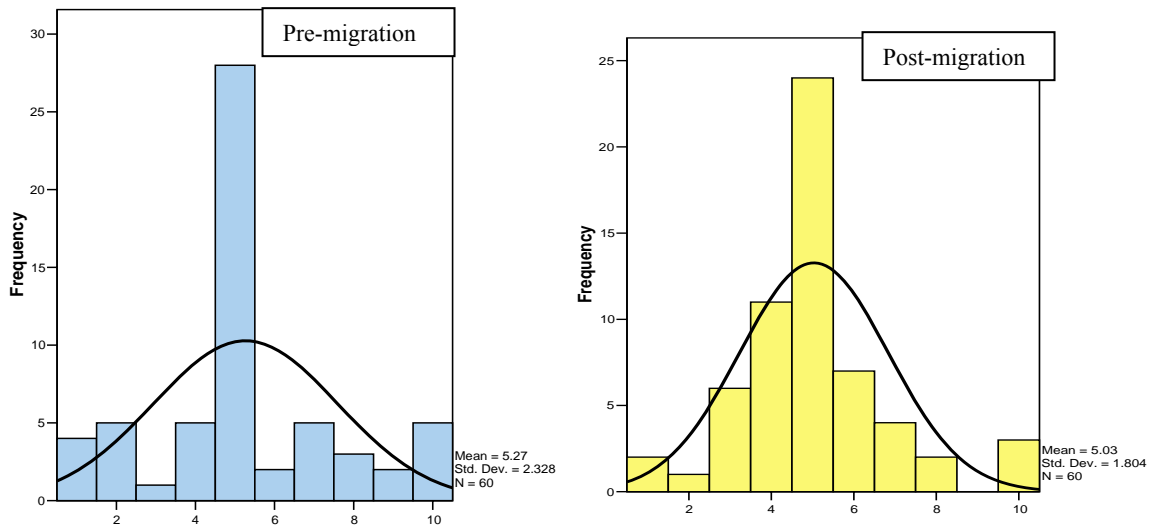 Pre-migration
30
25
20
15
10
5
0
Frequency
2 4 6 8 10
Mean = 5.27
Std. Dev. = 2.328
N = 60
Post-migration
25
20
15
10
5
0
Frequency
2 4 6 8 10
Mean = 5.03
Std. Dev. = 1.804
N = 60